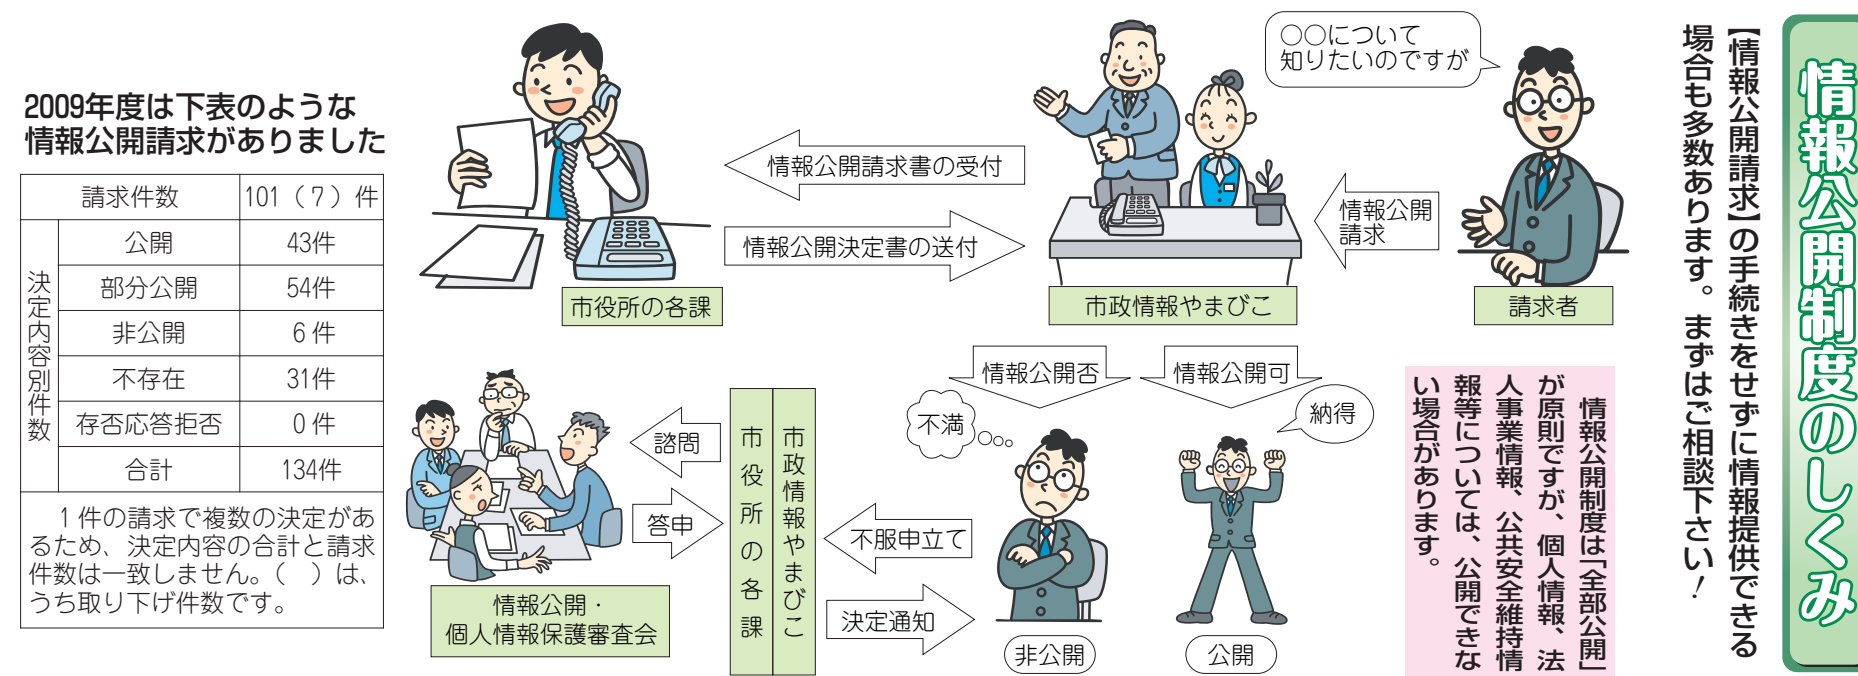 情報公開制度のしくみ
【情報公開請求】の手続きをせずに情報提供できる
場合も多数あります。まずはご相談下さい！
○○について
知りたいのですが
請求者
情報公開
請求
市政情報やまびこ
情報公開請求書の受付
情報公開決定書の送付
市役所の各課
情報公開否
情報公開可
不満
納得
非公開
公開
不服申立て
決定通知
市政情報やまびこ
市役所の各課
諮問
答申
情報公開・
個人情報保護審査会
情報公開制度は「全部公開」
が原則ですが、個人情報、法
人事業情報、公共安全維持情
報等については、公開できな
い場合があります。
2009年度は下表のような
情報公開請求がありました
請求件数 101（7）件
決定内容別件数
公開 43件
部分公開 54件
非公開 6件
不存在 31件
存否応答拒否 0件
合計 134件
1件の請求で複数の決定があ
るため、決定内容の合計と請求
件数は一致しません。（　）は、
うち取り下げ件数です。